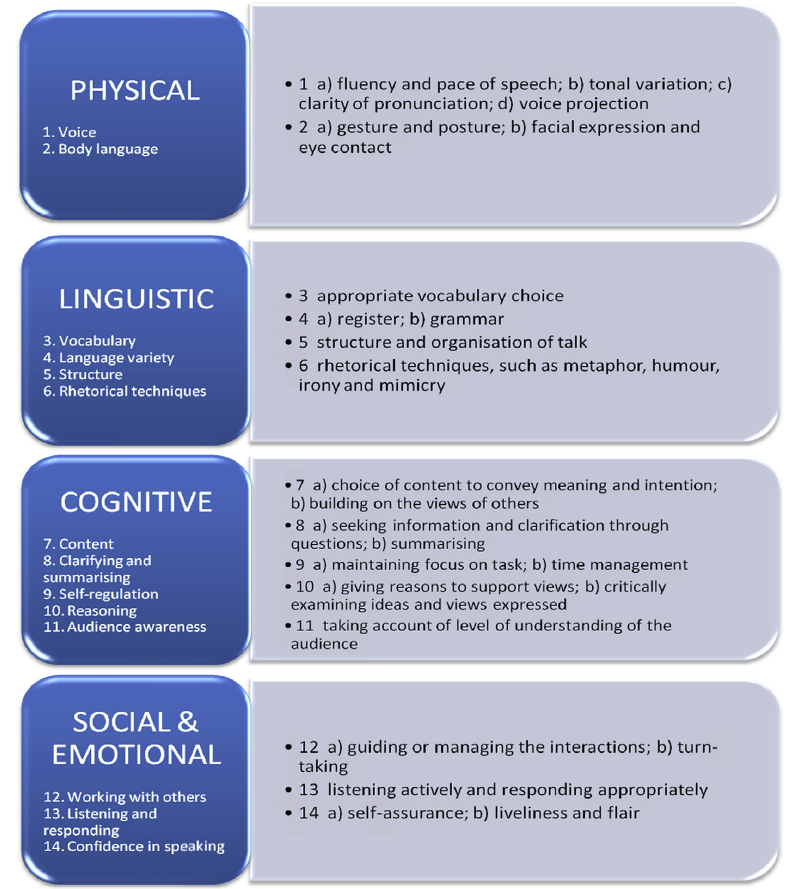 PHYSICAL
1. Voice
2. Body language
• 1 a) fluency and pace of speech; b) tonal variation; c)
clarity of pronunciation; d) voice projection
• 2 a) gesture and posture; b) facial expression and
eye contact
LINGUISTIC
3. Vocabulary
4. Language variety
5. Structure
6. Rhetorical techniques
• 3 appropriate vocabulary choice
• 4 a) register; b) grammar
• 5 structure and organisation of talk
• 6 rhetorical techniques, such as metaphor, humour,
irony and mimicry
COGNITIVE
7. Content
8. Clarifying and
summarising
9. Self-regulation
10. Reasoning
11. Audience awareness
• 7 a) choice of content to convey meaning and intention;
b) building on the views of others
• 8 a) seeking information and clarification through
questions; b) summarising
• 9 a) maintaining focus on task; b) time management
• 10 a) giving reasons to support views; b) critically
examining ideas and views expressed
• 11 taking account of level of understanding of the
audience
SOCIAL &
EMOTIONAL
12. Working with others
13. Listening and
responding
14. Confidence in speaking
• 12 a) guiding or managing the interactions; b) turn-
taking
• 13 listening actively and responding appropriately
• 14 a) self-assurance; b) liveliness and flair